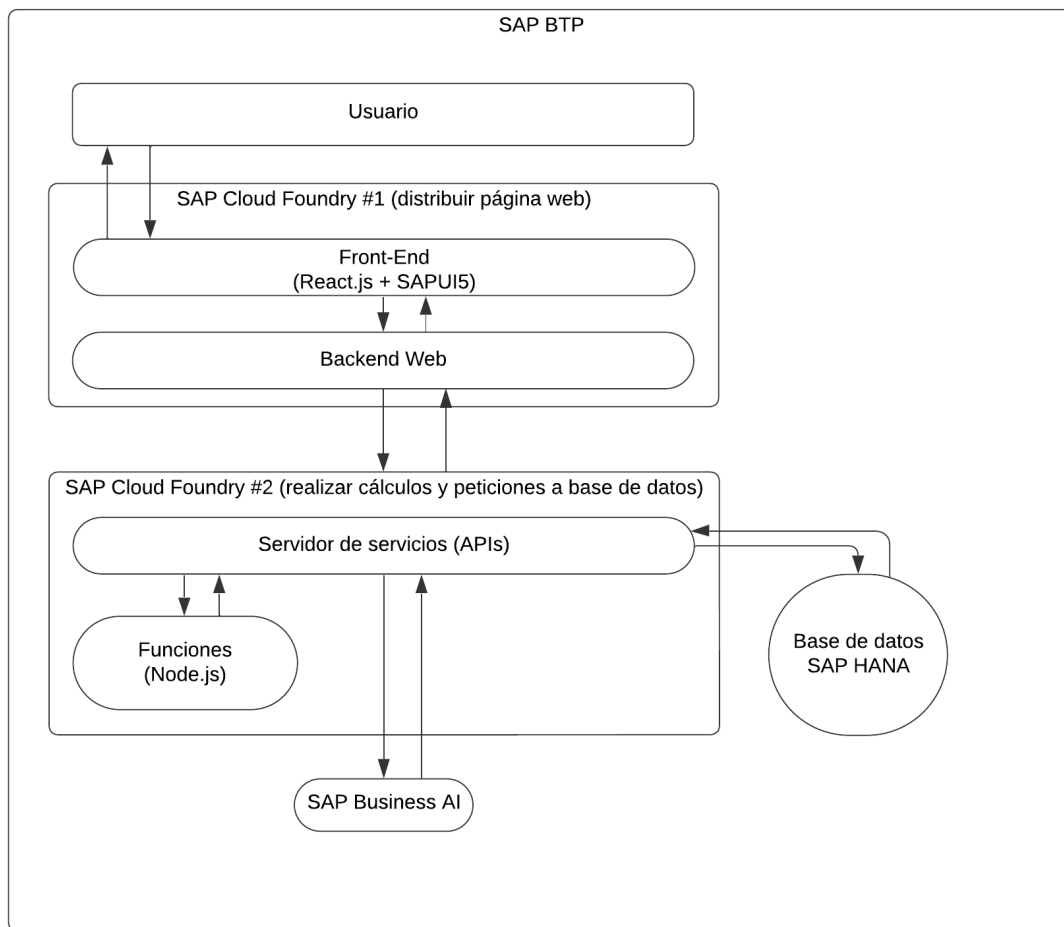 SAP BTP
Usuario
SAP Cloud Foundry #1 (distribuir página web)
Front-End
(React.js + SAPUI5)
Backend Web
SAP Cloud Foundry #2 (realizar cálculos y peticiones a base de datos)
Servidor de servicios (APIs)
Funciones
(Node.js)
Base de datos
SAP HANA
SAP Business AI